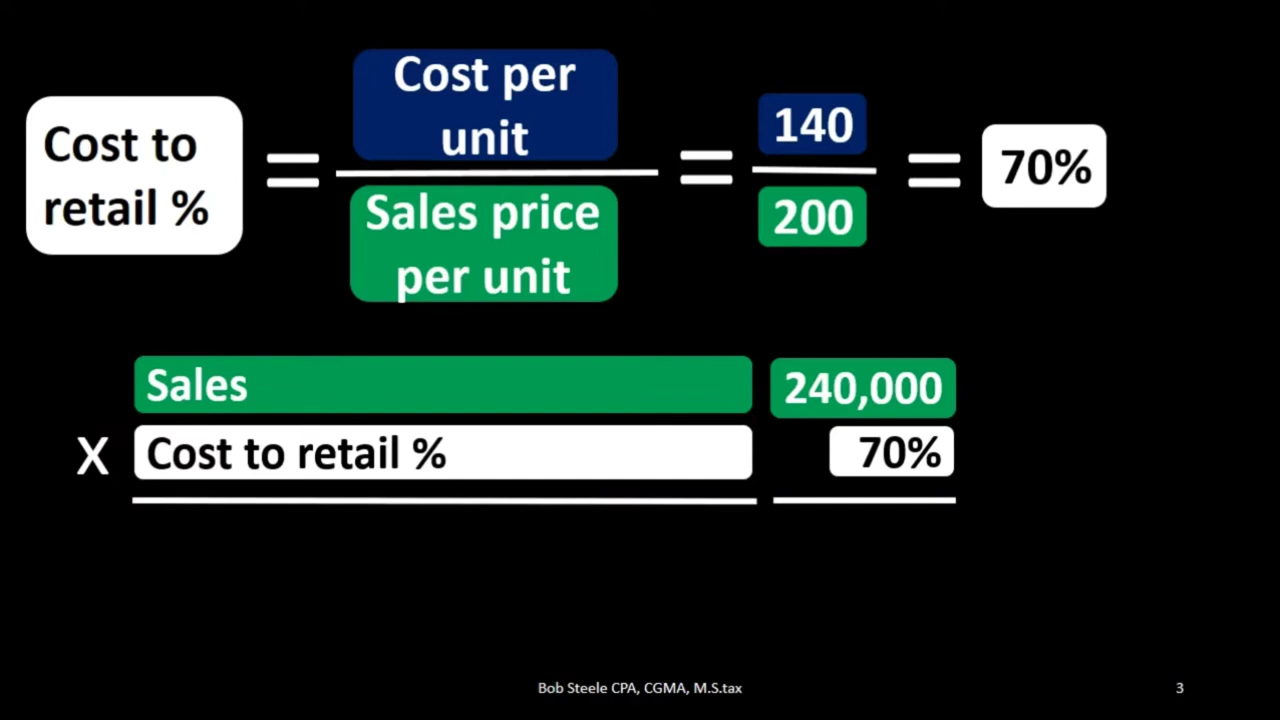 Cost to
retail %
=
Cost per
unit
Sales price
per unit
=
140
200
=
70%
Sales 240,000
X Cost to retail % 70%
Bob Steele CPA, CGMA, M.S.tax 3